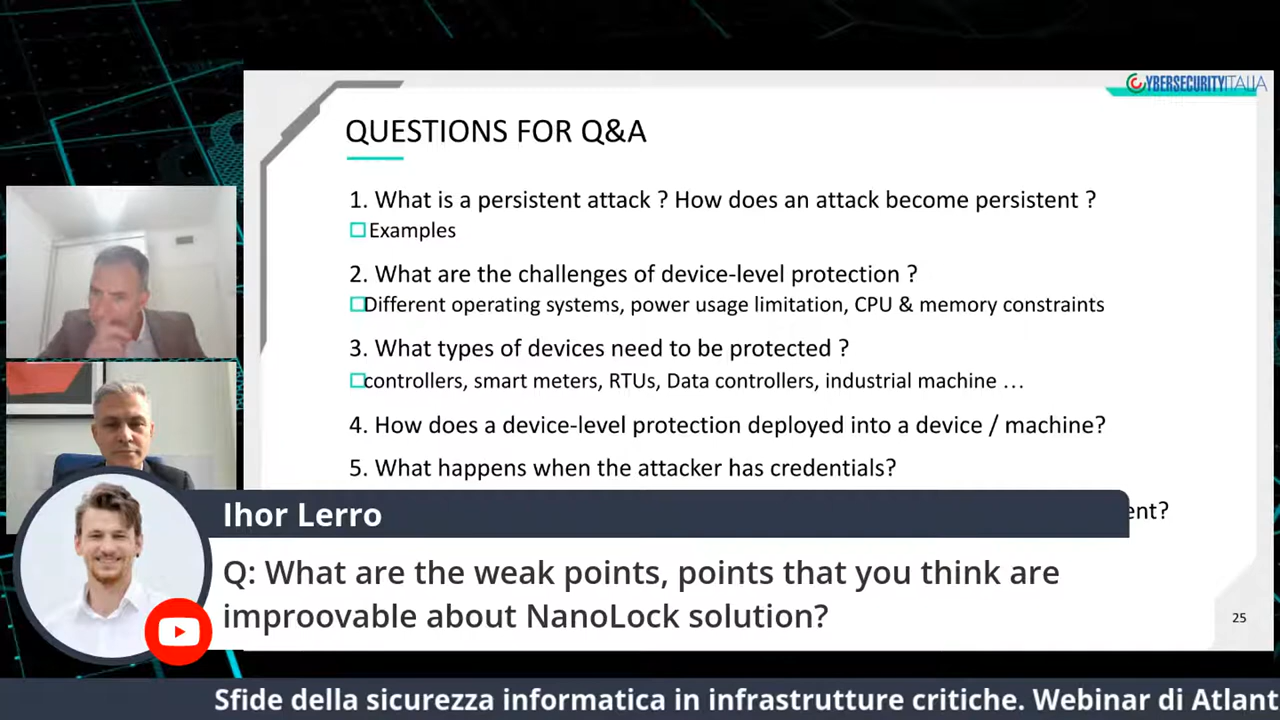 CYBERSECURITYITALIA
QUESTIONS FOR Q&A
1. What is a persistent attack ? How does an attack become persistent ?
Examples
2. What are the challenges of device-level protection ?
Different operating systems, power usage limitation, CPU & memory constraints
3. What types of devices need to be protected ?
controllers, smart meters, RTUs, Data controllers, industrial machine …
4. How does a device-level protection deployed into a device / machine?
5. What happens when the attacker has credentials?
ent?
Ihor Lerro
Q: What are the weak points, points that you think are
improovable about NanoLock solution?
25
Sfide della sicurezza informatica in infrastrutture critiche. Webinar di Atlant